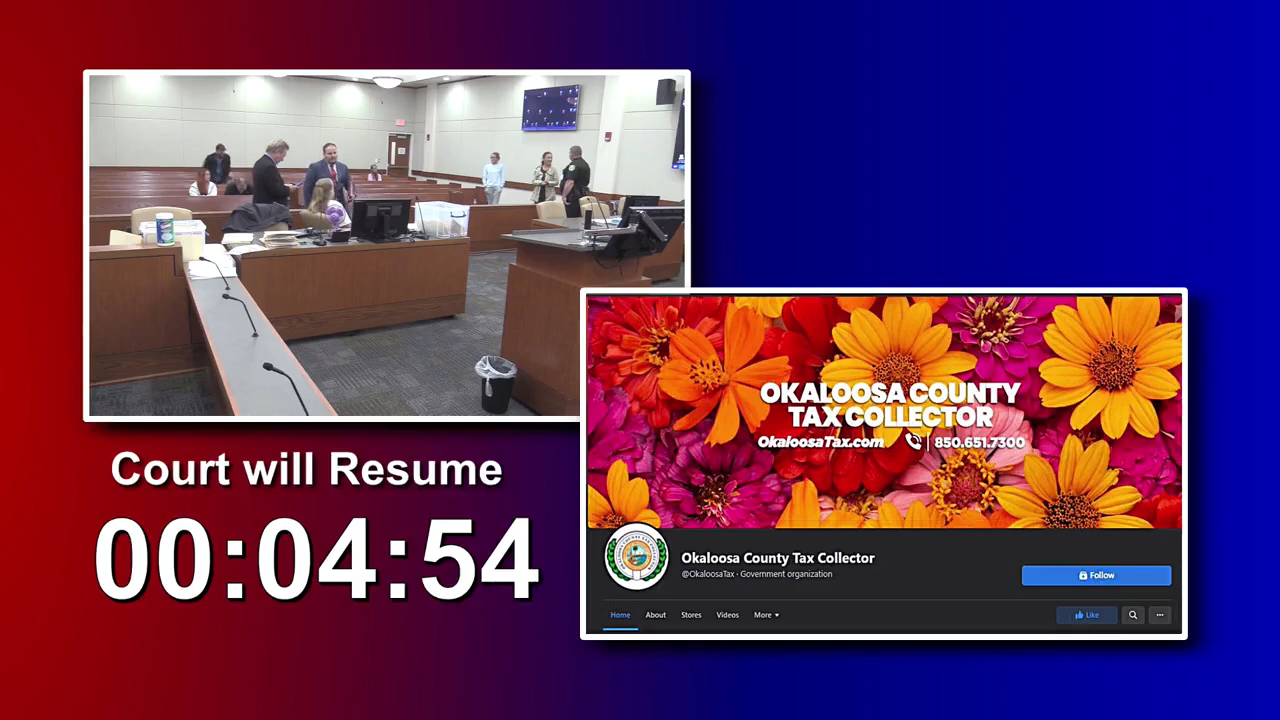 Court will Resume
00:04:54
OKALOOSA COUNTY
TAX COLLECTOR
OkaloosaTax.com | 850.651.7300
Okaloosa County Tax Collector
@OkaloosaTax · Government organization
Follow
Home About Stores Videos More
Like